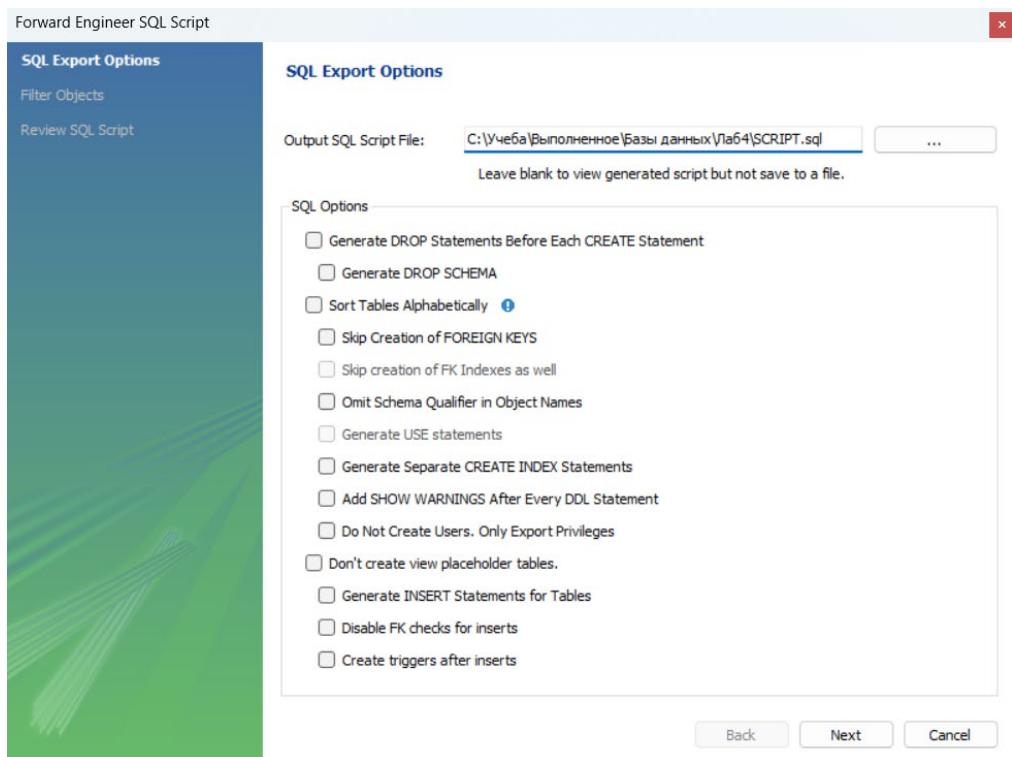 Forward Engineer SQL Script
SQL Export Options
Filter Objects
Review SQL Script
SQL Export Options
Output SQL Script File: C:\Учеба\Выполненное\Базы данных\Лаб4\SCRIPT.sql ...
Leave blank to view generated script but not save to a file.
SQL Options
Generate DROP Statements Before Each CREATE Statement
Generate DROP SCHEMA
Sort Tables Alphabetically
Skip Creation of FOREIGN KEYS
Skip creation of FK Indexes as well
Omit Schema Qualifier in Object Names
Generate USE statements
Generate Separate CREATE INDEX Statements
Add SHOW WARNINGS After Every DDL Statement
Do Not Create Users. Only Export Privileges
Don't create view placeholder tables.
Generate INSERT Statements for Tables
Disable FK checks for inserts
Create triggers after inserts
Back Next Cancel